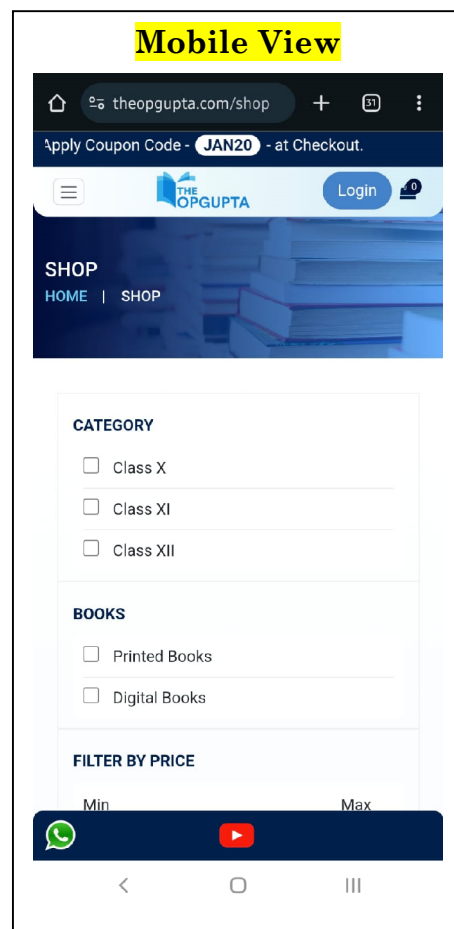 Mobile View
theopgupta.com/shop
31
Apply Coupon Code - JAN20 - at Checkout.
THE
OPGUPTA
Login
0
SHOP
HOME | SHOP
CATEGORY
Class X
Class XI
Class XII
BOOKS
Printed Books
Digital Books
FILTER BY PRICE
Min Max